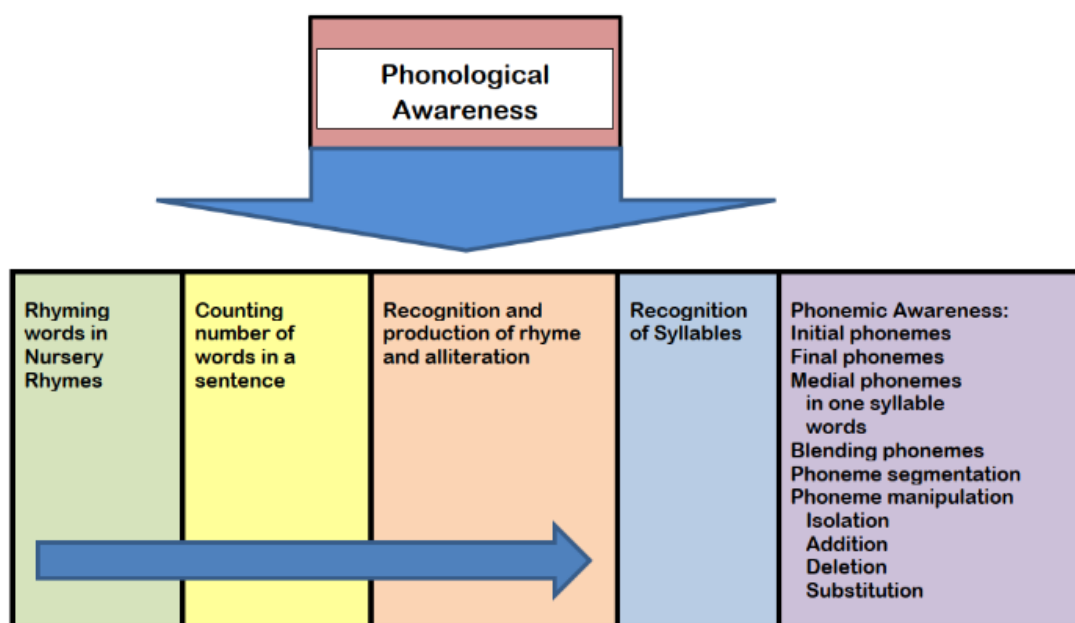 Phonological
Awareness
Rhyming
words in
Nursery
Rhymes
Counting
number of
words in a
sentence
Recognition and
production of rhyme
and alliteration
Recognition
of Syllables
Phonemic Awareness:
Initial phonemes
Final phonemes
Medial phonemes
in one syllable
words
Blending phonemes
Phoneme segmentation
Phoneme manipulation
Isolation
Addition
Deletion
Substitution